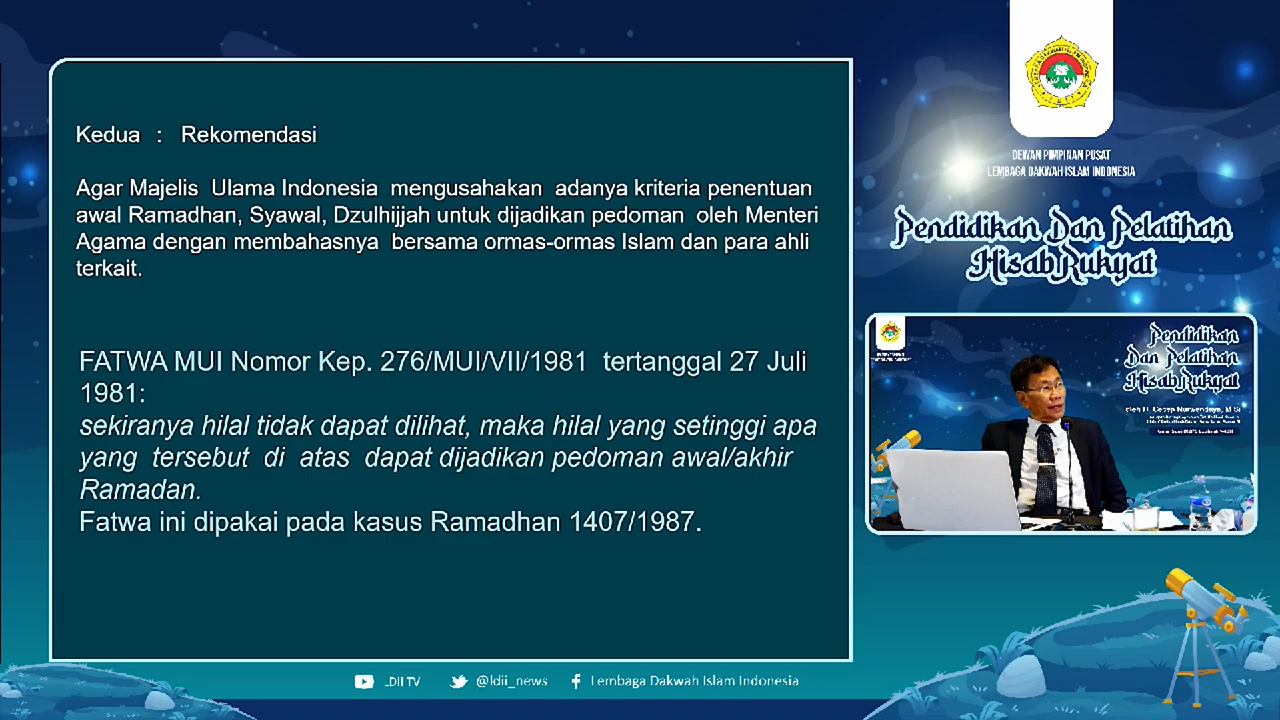 Kedua : Rekomendasi
Agar Majelis Ulama Indonesia mengusahakan adanya kriteria penentuan
awal Ramadhan, Syawal, Dzulhijjah untuk dijadikan pedoman oleh Menteri
Agama dengan membahasnya bersama ormas-ormas Islam dan para ahli
terkait.
FATWA MUI Nomor Kep. 276/MUI/VII/1981 tertanggal 27 Juli
1981:
sekiranya hilal tidak dapat dilihat, maka hilal yang setinggi apa
yang tersebut di atas dapat dijadikan pedoman awal/akhir
Ramadan.
Fatwa ini dipakai pada kasus Ramadhan 1407/1987.
DEWAN PIMPINAN PUSAT
LEMBAGA DAKWAH ISLAM INDONESIA
Pendidikan Dan Pelatihan
Hisab Rukyat
Pendidikan
Dan Pelatihan
Hisab Rukyat
LDII TV
@ldii_news
Lembaga Dakwah Islam Indonesia